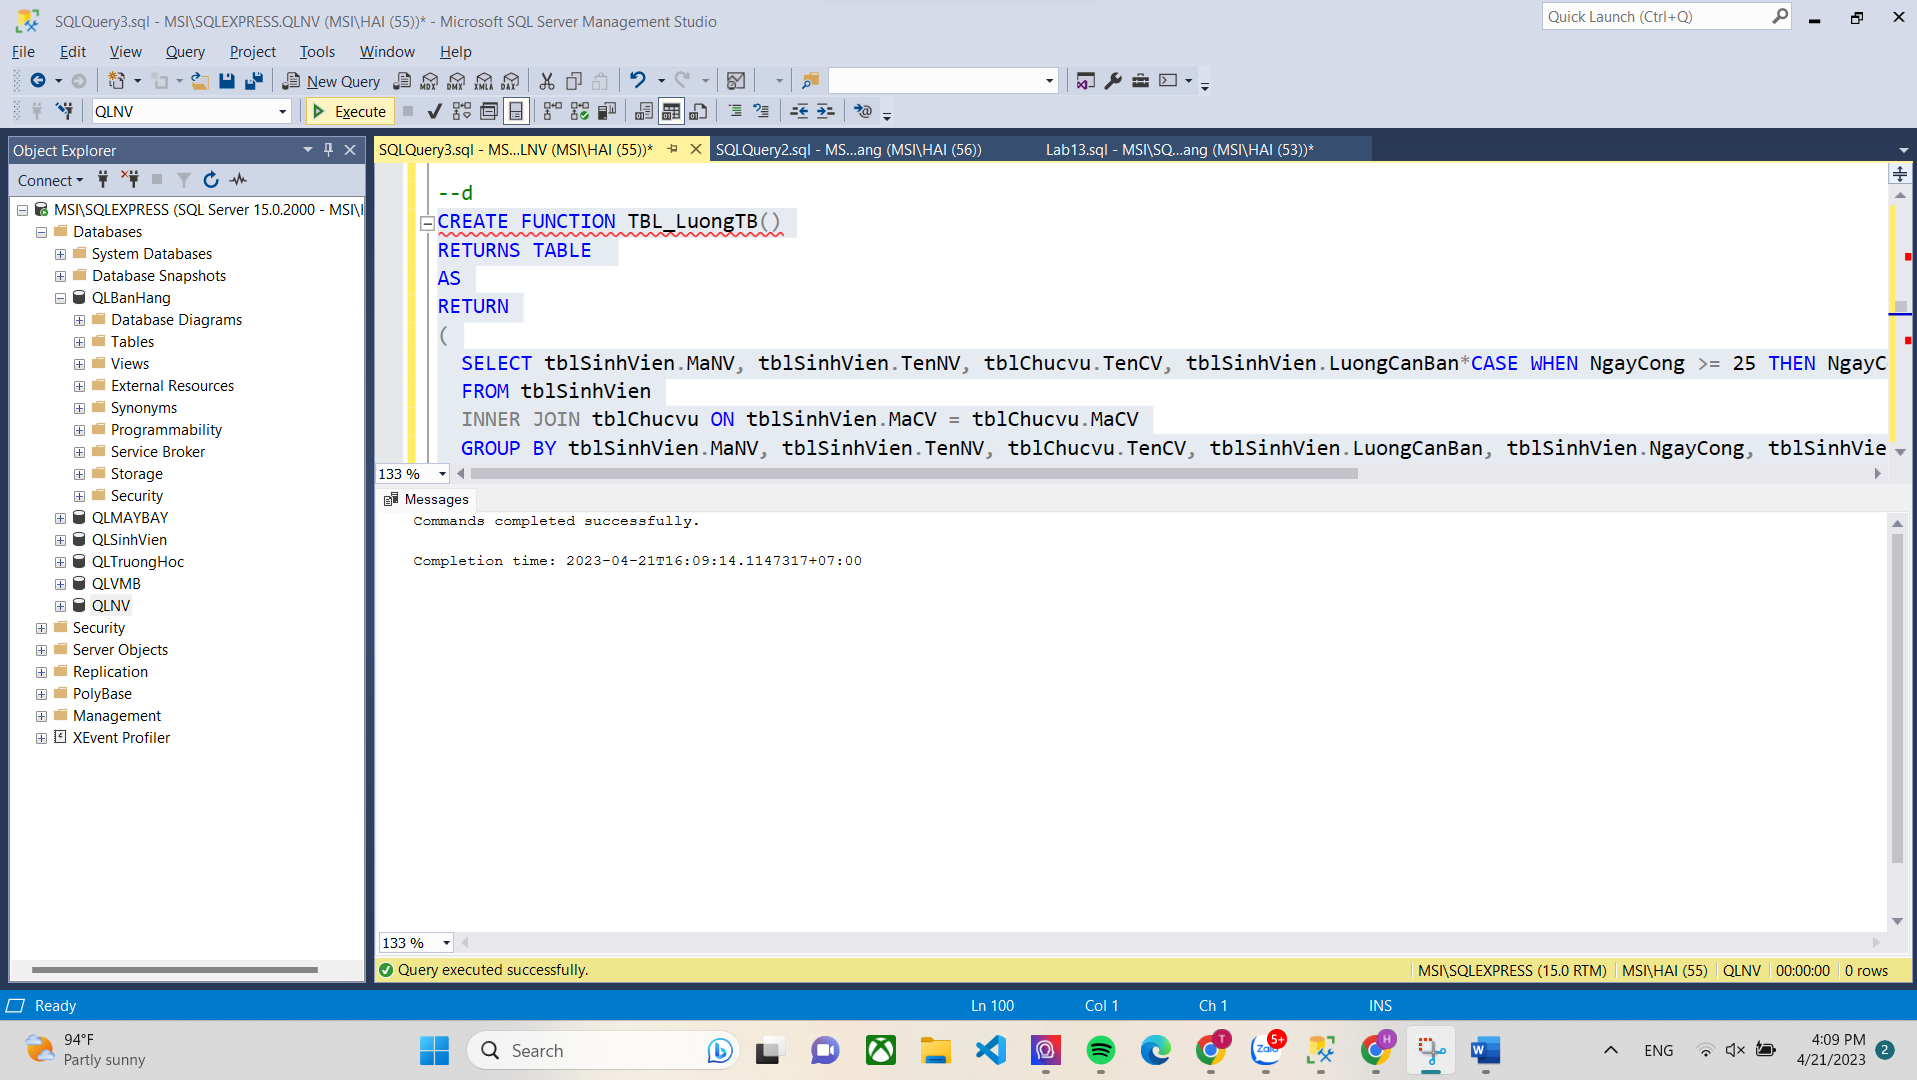 SQLQuery3.sql - MSI\SQLEXPRESS.QLNV (MSI\HAI (55))* - Microsoft SQL Server Management Studio
Quick Launch (Ctrl+Q)
File Edit View Query Project Tools Window Help
New Query
MDX DMX XMLA DAX
QLNV
Execute
Object Explorer
SQLQuery3.sql - MS...LNV (MSI\HAI (55))*
SQLQuery2.sql - MS...ang (MSI\HAI (56))
Lab13.sql - MSI\SQ...ang (MSI\HAI (53))*
Connect
MSI\SQLEXPRESS (SQL Server 15.0.2000 - MSI\
Databases
System Databases
Database Snapshots
QLBanHang
Database Diagrams
Tables
Views
External Resources
Synonyms
Programmability
Service Broker
Storage
Security
QLMAYBAY
QLSinhVien
QLTruongHoc
QLVMB
QLNV
Security
Server Objects
Replication
PolyBase
Management
XEvent Profiler
--d
CREATE FUNCTION TBL_LuongTB()
RETURNS TABLE
AS
RETURN
(
SELECT tblSinhVien.MaNV, tblSinhVien.TenNV, tblChucvu.TenCV, tblSinhVien.LuongCanBan*CASE WHEN NgayCong >= 25 THEN NgayC
FROM tblSinhVien
INNER JOIN tblChucvu ON tblSinhVien.MaCV = tblChucvu.MaCV
GROUP BY tblSinhVien.MaNV, tblSinhVien.TenNV, tblChucvu.TenCV, tblSinhVien.LuongCanBan, tblSinhVien.NgayCong, tblSinhVie
133 %
Messages
Commands completed successfully.
Completion time: 2023-04-21T16:09:14.1147317+07:00
133 %
Query executed successfully.
MSI\SQLEXPRESS (15.0 RTM) MSI\HAI (55) QLNV 00:00:00 0 rows
Ready
Ln 100 Col 1 Ch 1 INS
94°F
Partly sunny
Search
T
Zalo
5+
H
ENG
4:09 PM
4/21/2023
2